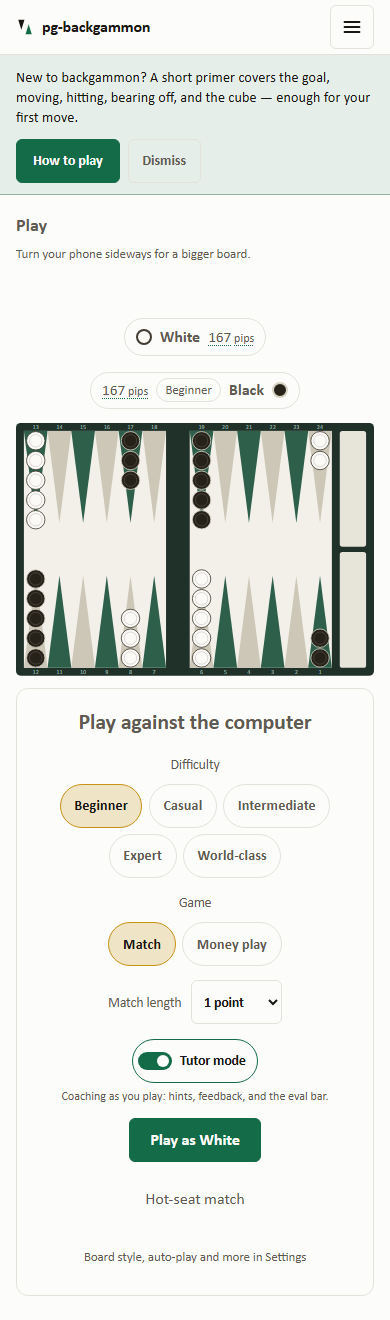 pg-backgammon
New to backgammon? A short primer covers the goal,
moving, hitting, bearing off, and the cube — enough for your
first move.
How to play
Dismiss
Play
Turn your phone sideways for a bigger board.
White 167 pips
167 pips Beginner Black
13 14 15 16 17 18 19 20 21 22 23 24
12 11 10 9 8 7 6 5 4 3 2 1
Play against the computer
Difficulty
Beginner Casual Intermediate
Expert World-class
Game
Match Money play
Match length 1 point
Tutor mode
Coaching as you play: hints, feedback, and the eval bar.
Play as White
Hot-seat match
Board style, auto-play and more in Settings